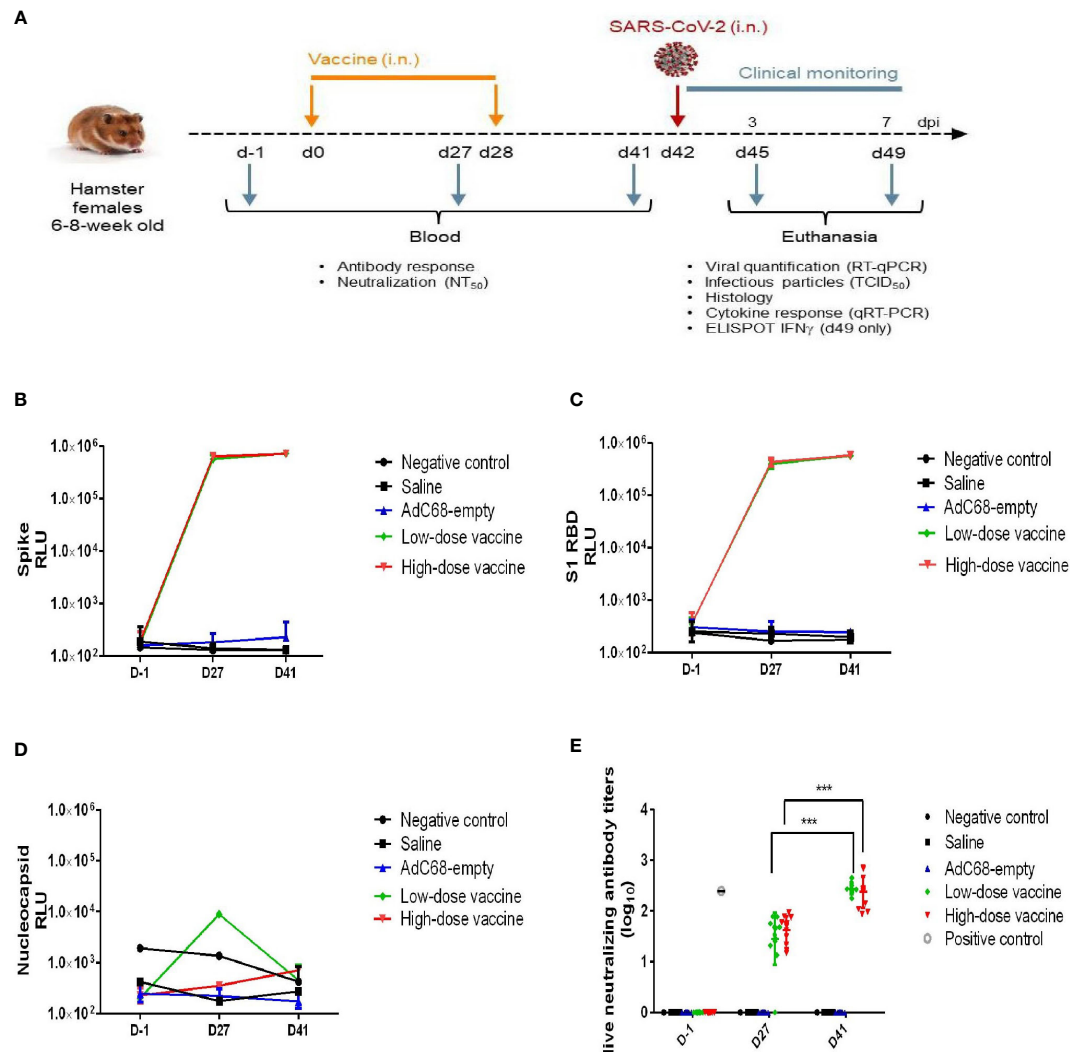 A
SARS-CoV-2 (i.n.)
Vaccine (i.n.)
Clinical monitoring
3 7 dpi
d-1 d0 d27 d28 d41 d42 d45 d49
Hamster
females
6-8-week old
Blood
• Antibody response
• Neutralization (NT50)
Euthanasia
• Viral quantification (RT-qPCR)
• Infectious particles (TCID50)
• Histology
• Cytokine response (qRT-PCR)
• ELISPOT IFNγ (d49 only)
B
Spike
RLU
1.0×10^6
1.0×10^5
1.0×10^4
1.0×10^3
1.0×10^2
D-1 D27 D41
Negative control
Saline
AdC68-empty
Low-dose vaccine
High-dose vaccine
C
S1 RBD
RLU
1.0×10^6
1.0×10^5
1.0×10^4
1.0×10^3
1.0×10^2
D-1 D27 D41
Negative control
Saline
AdC68-empty
Low-dose vaccine
High-dose vaccine
D
Nucleocapsid
RLU
1.0×10^6
1.0×10^5
1.0×10^4
1.0×10^3
1.0×10^2
D-1 D27 D41
Negative control
Saline
AdC68-empty
Low-dose vaccine
High-dose vaccine
E
live neutralizing antibody titers
(log10)
4
3
2
1
0
***
***
D-1 D27 D41
Negative control
Saline
AdC68-empty
Low-dose vaccine
High-dose vaccine
Positive control